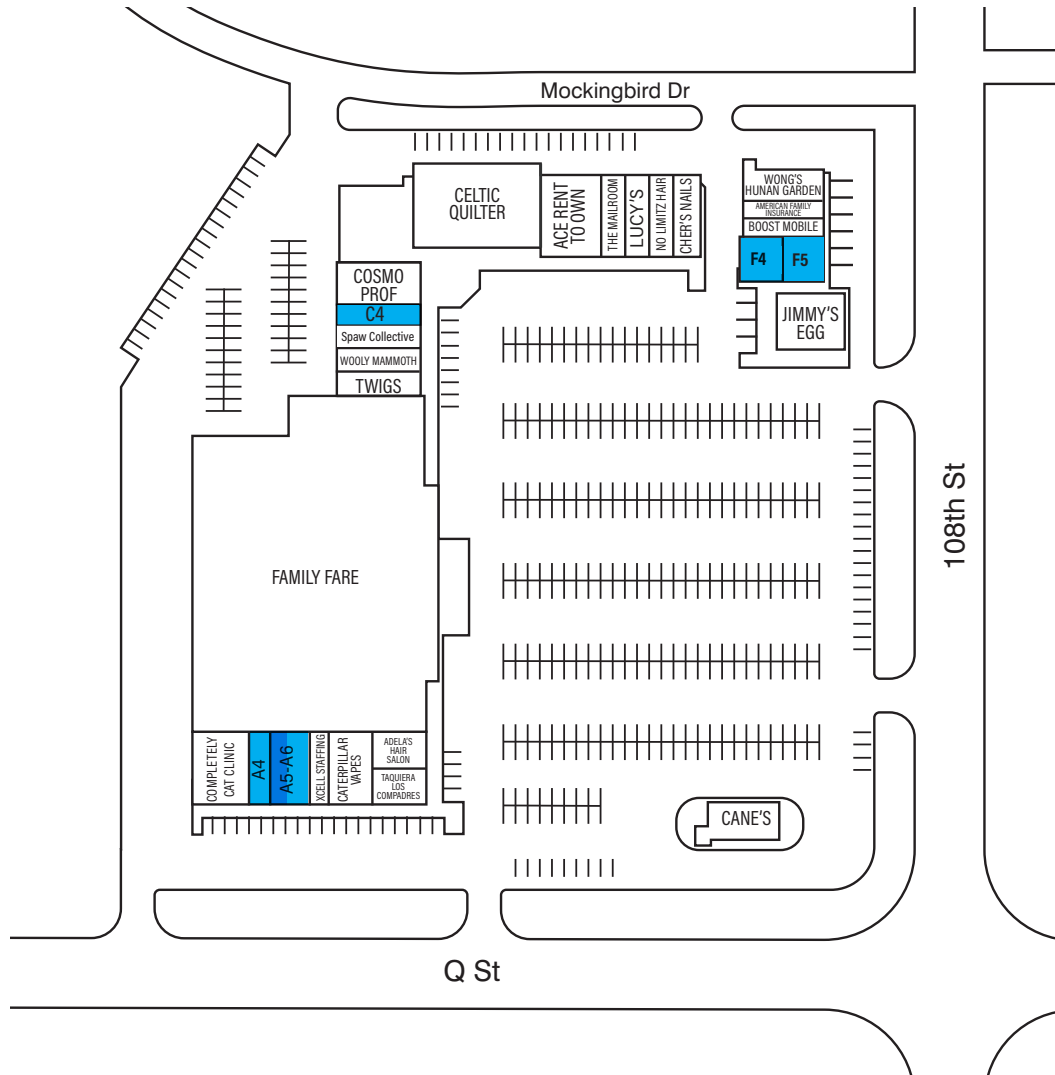 Mockingbird Dr
CELTIC
QUILTER
ACE RENT
TO OWN
THE MAILROOM
LUCY'S
NO LIMITZ HAIR
CHER'S NAILS
WONG'S
HUNAN GARDEN
AMERICAN FAMILY
INSURANCE
BOOST MOBILE
F4
F5
JIMMY'S
EGG
COSMO
PROF
C4
Spaw Collective
WOOLY MAMMOTH
TWIGS
FAMILY FARE
108th St
COMPLETELY
CAT CLINIC
A4
A5-A6
XCELL STAFFING
CATERPILLAR
VAPES
ADELA'S
HAIR
SALON
TAQUIERA
LOS
COMPADRES
CANE'S
Q St